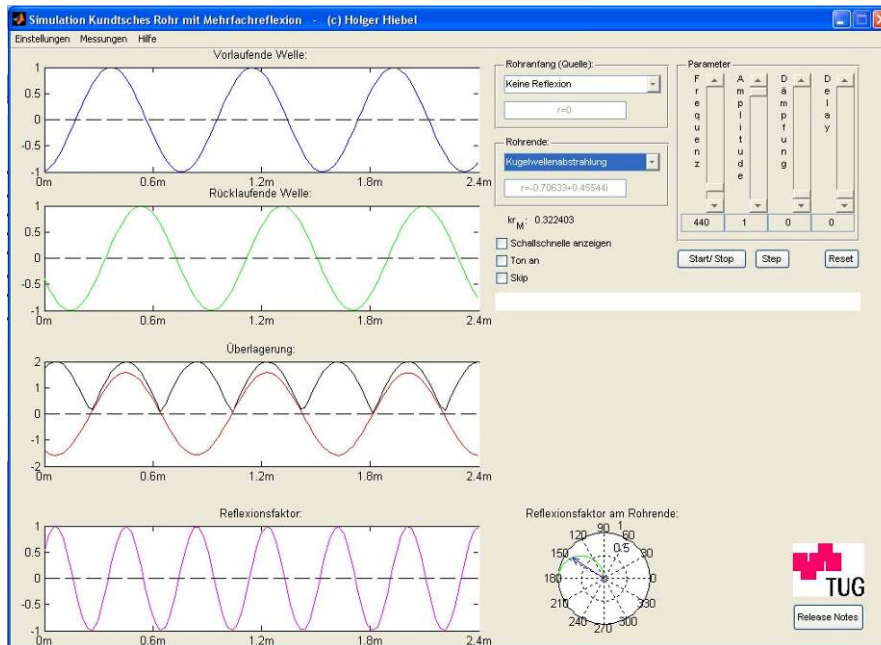 Simulation Kundtsches Rohr mit Mehrfachreflexion - (c) Holger Hiebel
Einstellungen Messungen Hilfe
Vorlaufende Welle:
1
0.5
0
-0.5
-1
0m 0.6m 1.2m 1.8m 2.4m
Rücklaufende Welle:
1
0.5
0
-0.5
-1
0m 0.6m 1.2m 1.8m 2.4m
Überlagerung:
2
1
0
-1
-2
0m 0.6m 1.2m 1.8m 2.4m
Reflexionsfaktor:
1
0.5
0
-0.5
-1
0m 0.6m 1.2m 1.8m 2.4m
Rohranfang (Quelle):
Keine Reflexion
r=0
Rohrende:
Kugelwellenabstrahlung
r=-0.70633+0.45544i
kr_M: 0.322403
Schallschnelle anzeigen
Ton an
Skip
Parameter
Frequenz
Amplitude
Dämpfung
Delay
440 1 0 0
Start/ Stop Step Reset
Reflexionsfaktor am Rohrende:
90 1
120 60
0.5
150 30
180 0
210 330
240 300
270
TUG
Release Notes